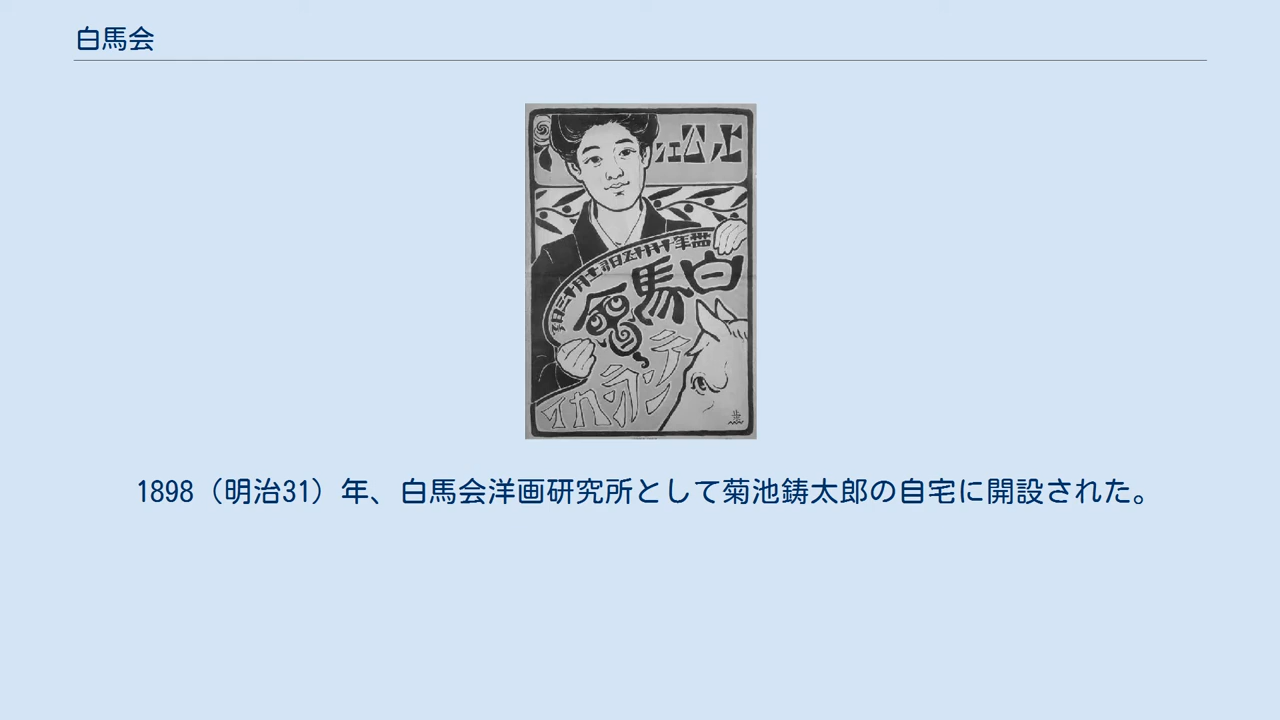 白馬会
白馬會
1898（明治31）年、白馬会洋画研究所として菊池鋳太郎の自宅に開設された。